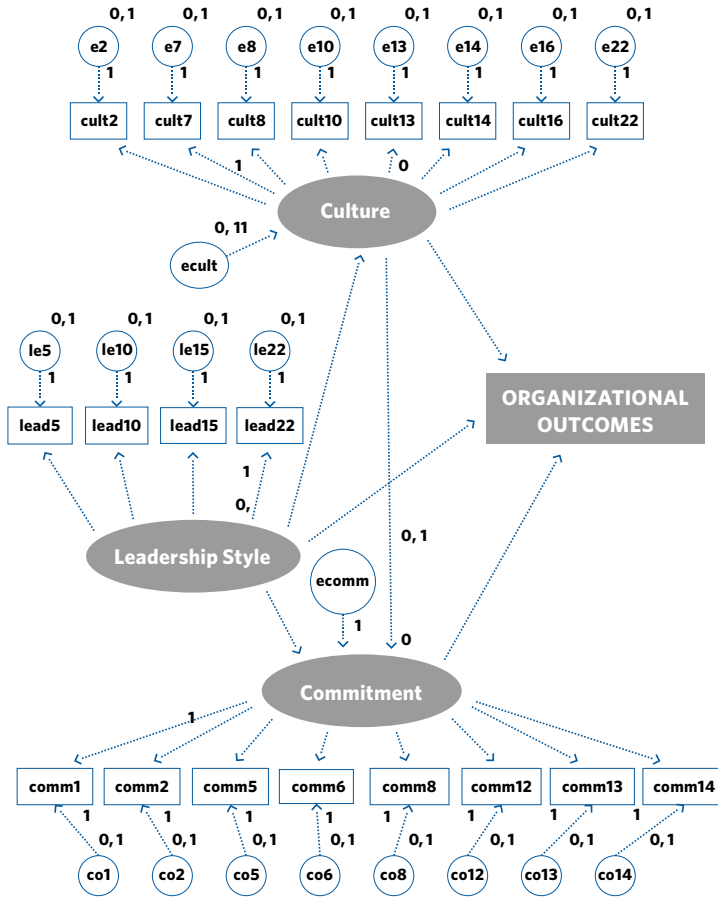 0, 1 0, 1 0, 1 0, 1 0, 1 0, 1 0, 1 0, 1
e2 e7 e8 e10 e13 e14 e16 e22
1 1 1 1 1 1 1 1
cult2 cult7 cult8 cult10 cult13 cult14 cult16 cult22
1 0
Culture
0, 11
ecult
0, 1 0, 1 0, 1 0, 1
le5 le10 le15 le22
1 1 1 1
lead5 lead10 lead15 lead22
ORGANIZATIONAL
OUTCOMES
1
0,
Leadership Style
0, 1
ecomm
1
0
Commitment
1
comm1 comm2 comm5 comm6 comm8 comm12 comm13 comm14
1 1 1 1 1 1 1 1
0, 1 0, 1 0, 1 0, 1 0, 1 0, 1 0, 1 0, 1
co1 co2 co5 co6 co8 co12 co13 co14